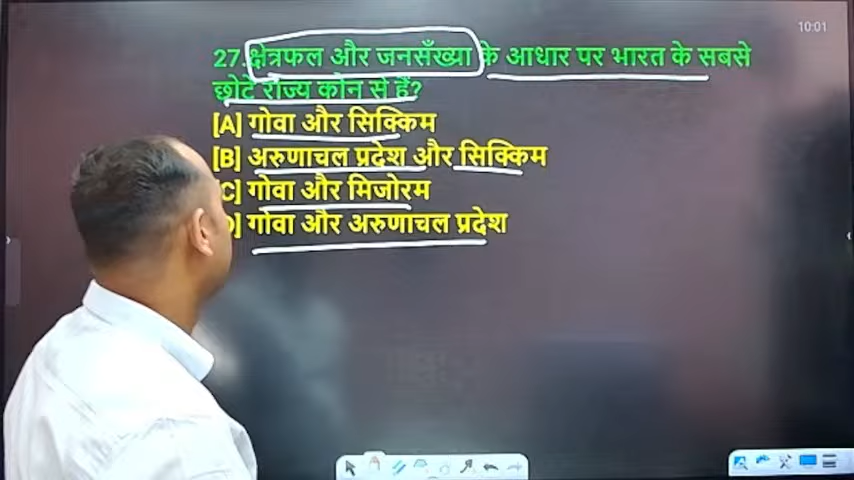 10:01
27.क्षेत्रफल और जनसँख्या के आधार पर भारत के सबसे
छोटे राज्य कौन से हैं?
[A] गोवा और सिक्किम
[B] अरुणाचल प्रदेश और सिक्किम
C] गोवा और मिजोरम
D] गोवा और अरुणाचल प्रदेश